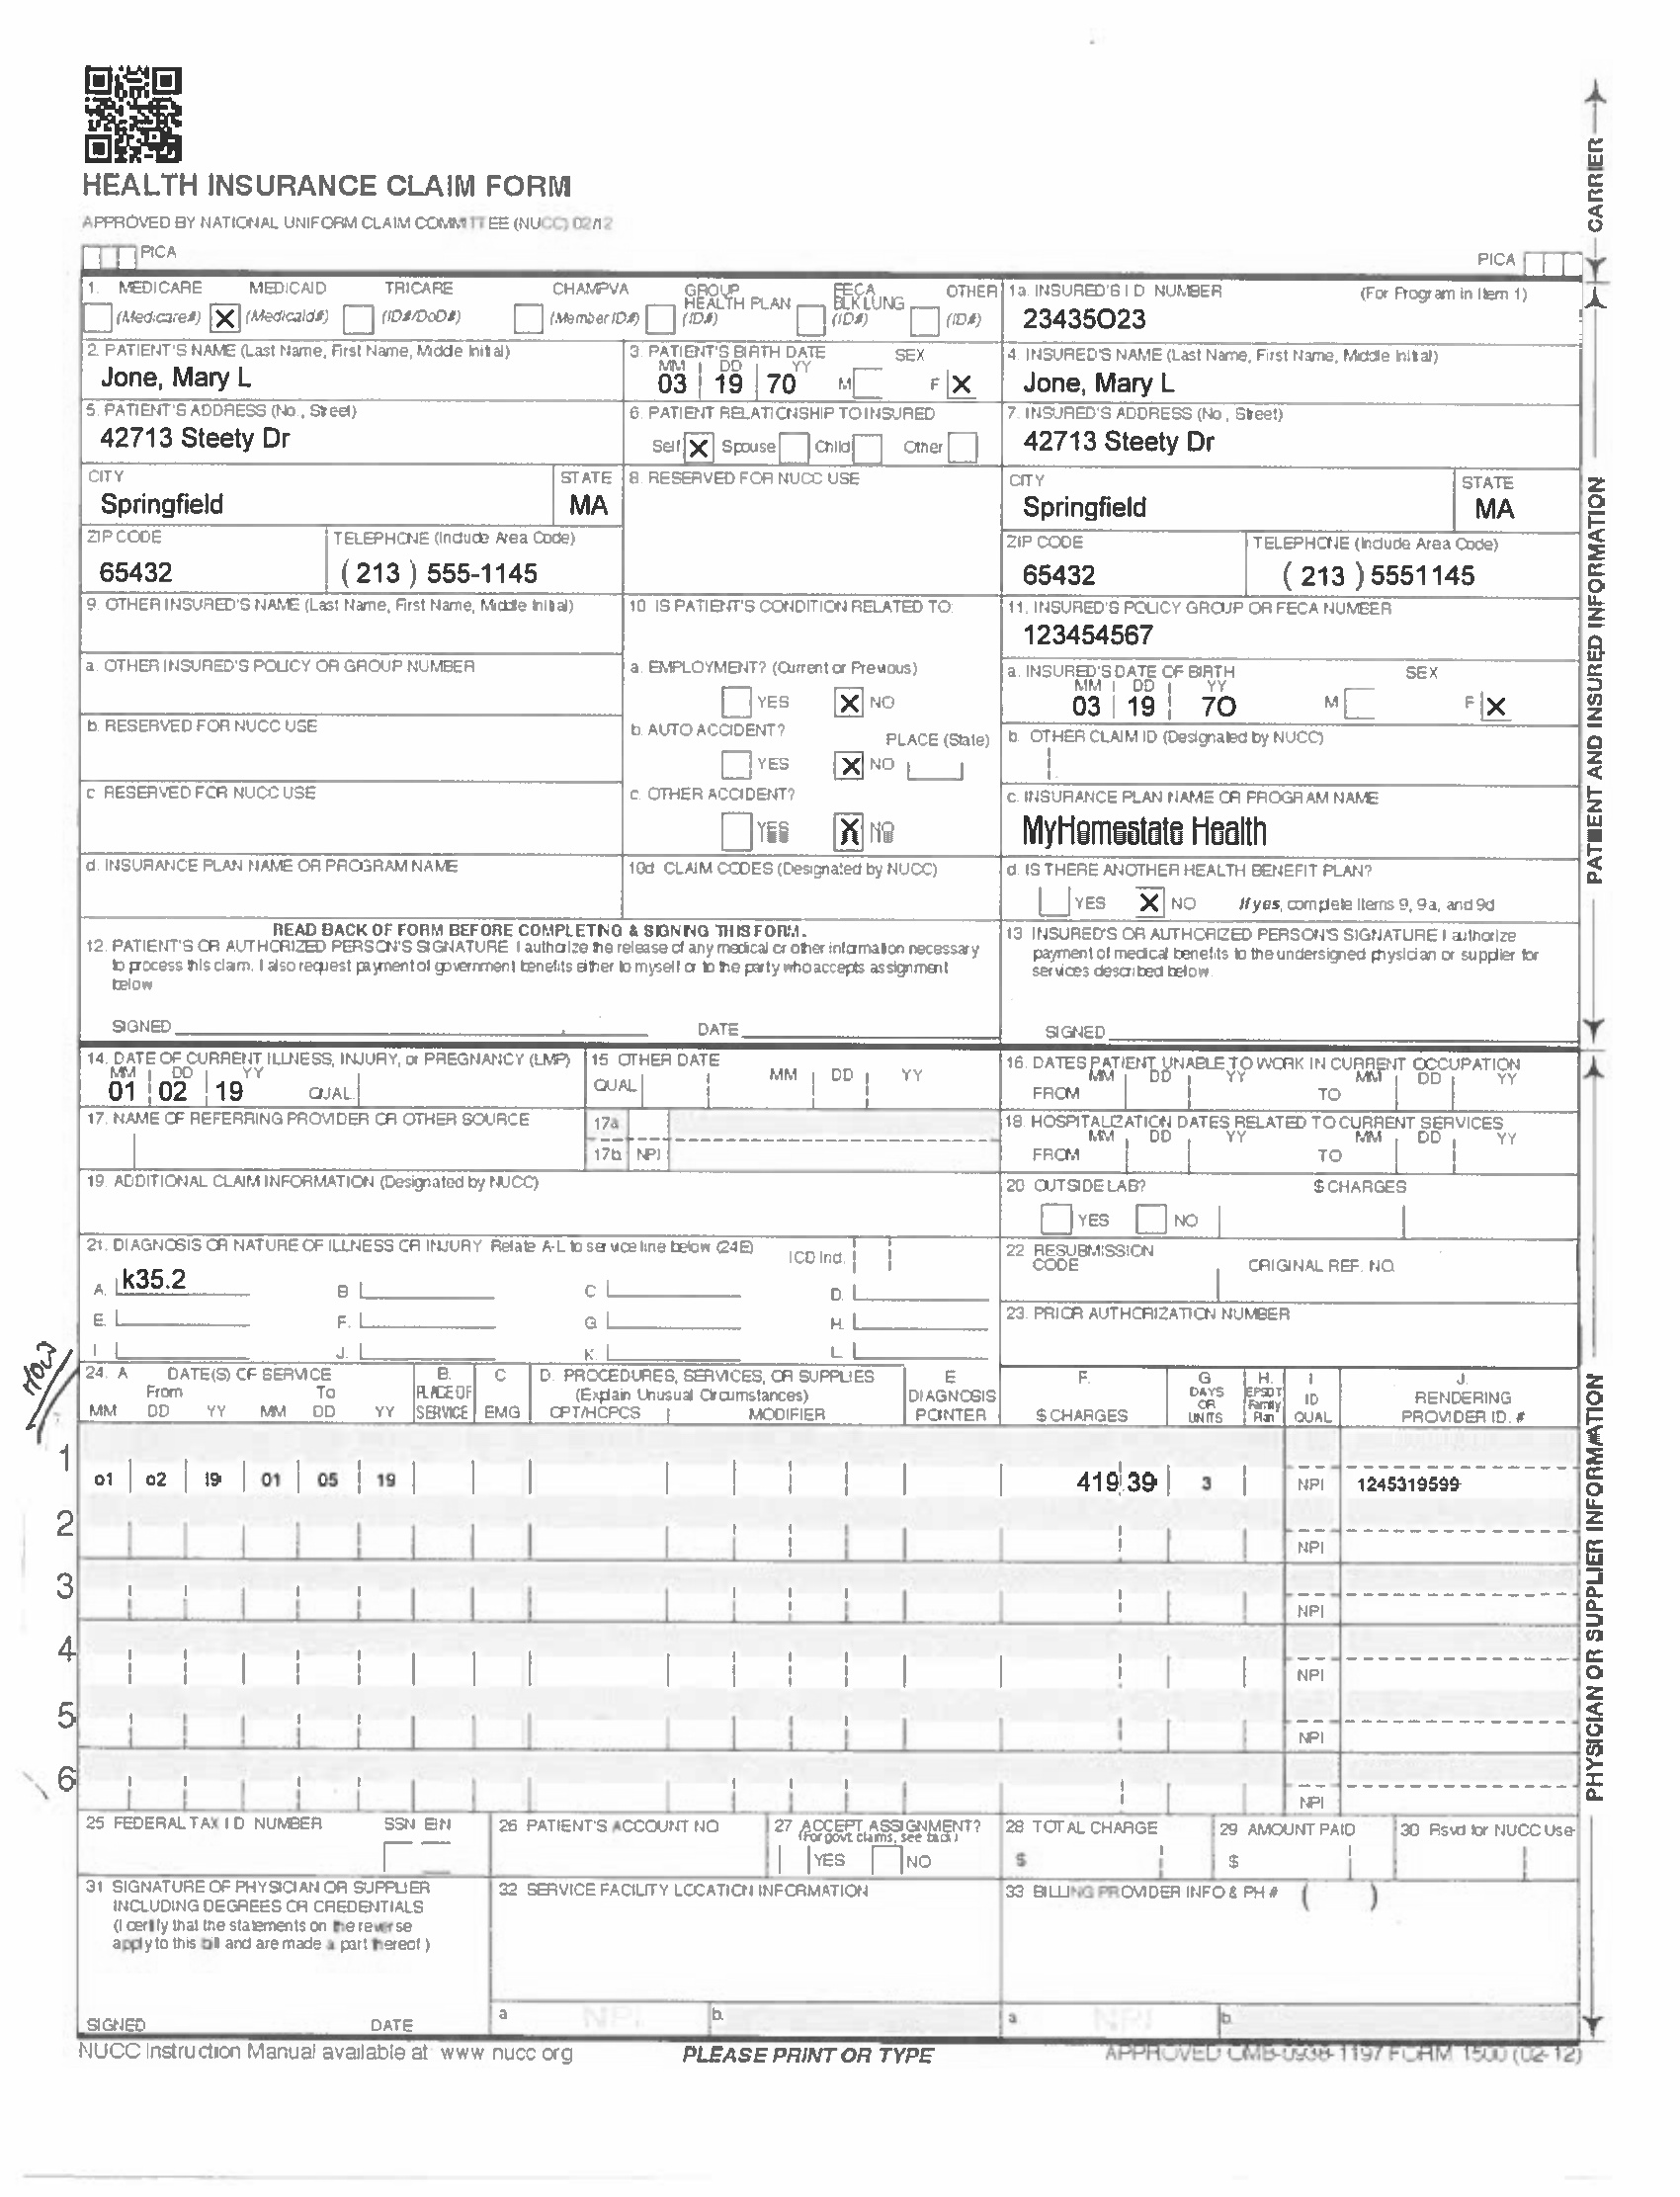 HEALTH INSURANCE CLAIM FORM
APPROVED BY NATIONAL UNIFORM CLAIM COMMITTEE (NUCC) 02/12
PICA
PICA
CARRIER
1. MEDICARE MEDICAID TRICARE CHAMPVA GROUP HEALTH PLAN FECA BLK LUNG OTHER
(Medicare#) X (Medicaid#) (ID#/DoD#) (Member ID#) (ID#) (ID#) (ID#)
1a. INSURED'S I D NUMBER (For Program in Item 1)
23435O23
2. PATIENT'S NAME (Last Name, First Name, Middle Initial)
Jone, Mary L
3. PATIENT'S BIRTH DATE SEX
MM DD YY
03 19 70 M F X
4. INSURED'S NAME (Last Name, First Name, Middle Initial)
Jone, Mary L
5. PATIENT'S ADDRESS (No., Street)
42713 Steety Dr
6. PATIENT RELATIONSHIP TO INSURED
Self X Spouse Child Other
7. INSURED'S ADDRESS (No., Street)
42713 Steety Dr
CITY STATE
Springfield MA
8. RESERVED FOR NUCC USE
CITY STATE
Springfield MA
ZIP CODE TELEPHONE (Include Area Code)
65432 ( 213 ) 555-1145
ZIP CODE TELEPHONE (Include Area Code)
65432 ( 213 ) 5551145
9. OTHER INSURED'S NAME (Last Name, First Name, Middle Initial)
10 IS PATIENT'S CONDITION RELATED TO:
11. INSURED'S POLICY GROUP OR FECA NUMBER
123454567
a. OTHER INSURED'S POLICY OR GROUP NUMBER
a. EMPLOYMENT? (Current or Previous)
YES X NO
a. INSURED'S DATE OF BIRTH SEX
MM DD YY
03 19 7O M F X
b. RESERVED FOR NUCC USE
b. AUTO ACCIDENT? PLACE (State)
YES X NO
b. OTHER CLAIM ID (Designated by NUCC)
c RESERVED FOR NUCC USE
c. OTHER ACCIDENT?
YES X NO
c. INSURANCE PLAN NAME OR PROGRAM NAME
MyHomestate Health
d. INSURANCE PLAN NAME OR PROGRAM NAME
10d CLAIM CODES (Designated by NUCC)
d. IS THERE ANOTHER HEALTH BENEFIT PLAN?
YES X NO If yes, complete Items 9, 9a, and 9d
PATIENT AND INSURED INFORMATION
READ BACK OF FORM BEFORE COMPLETING & SIGNING THIS FORM.
12. PATIENT'S OR AUTHORIZED PERSON'S SIGNATURE I authorize the release of any medical or other information necessary
to process this claim. I also request payment of government benefits either to myself or to the party who accepts assignment
below
SIGNED DATE
13 INSURED'S OR AUTHORIZED PERSON'S SIGNATURE I authorize
payment of medical benefits to the undersigned physician or supplier for
services described below
SIGNED
14. DATE OF CURRENT ILLNESS, INJURY, or PREGNANCY (LMP)
MM DD YY
01 02 19 QUAL
15 OTHER DATE
QUAL MM DD YY
16. DATES PATIENT UNABLE TO WORK IN CURRENT OCCUPATION
MM DD YY MM DD YY
FROM TO
17. NAME OF REFERRING PROVIDER OR OTHER SOURCE
17a
17b NPI
18. HOSPITALIZATION DATES RELATED TO CURRENT SERVICES
MM DD YY MM DD YY
FROM TO
19. ADDITIONAL CLAIM INFORMATION (Designated by NUCC)
20 OUTSIDE LAB? $ CHARGES
YES NO
21. DIAGNOSIS OR NATURE OF ILLNESS OR INJURY Relate A-L to service line below (24E) ICD Ind.
A. k35.2 B C D.
E. F. G H.
I J. K. L
22 RESUBMISSION
CODE ORIGINAL REF. NO.
23. PRIOR AUTHORIZATION NUMBER
24. A DATE(S) OF SERVICE B. C D. PROCEDURES, SERVICES, OR SUPPLIES E F. G H. I J.
From To PLACE OF (Explain Unusual Circumstances) DIAGNOSIS DAYS OR EPSDT Family ID RENDERING
MM DD YY MM DD YY SERVICE EMG CPT/HCPCS MODIFIER POINTER $ CHARGES UNITS Plan QUAL PROVIDER ID. #
1
o1 o2 19 01 05 19 419 39 3 NPI 1245319599
2
NPI
3
NPI
4
NPI
5
NPI
6
NPI
PHYSICIAN OR SUPPLIER INFORMATION
25 FEDERAL TAX I D NUMBER SSN EIN
26 PATIENT'S ACCOUNT NO
27 ACCEPT ASSIGNMENT?
(For govt. claims, see back)
YES NO
28 TOTAL CHARGE
$
29 AMOUNT PAID
$
30 Rsvd for NUCC Use
31 SIGNATURE OF PHYSICIAN OR SUPPLIER
INCLUDING DEGREES OR CREDENTIALS
(I certify that the statements on the reverse
apply to this bill and are made a part thereof)
SIGNED DATE
32 SERVICE FACILITY LOCATION INFORMATION
a NPI b.
33 BILLING PROVIDER INFO & PH # ( )
a. NPI b.
NUCC Instruction Manual available at www nucc org
PLEASE PRINT OR TYPE
APPROVED OMB-0938-1197 FORM 1500 (02-12)